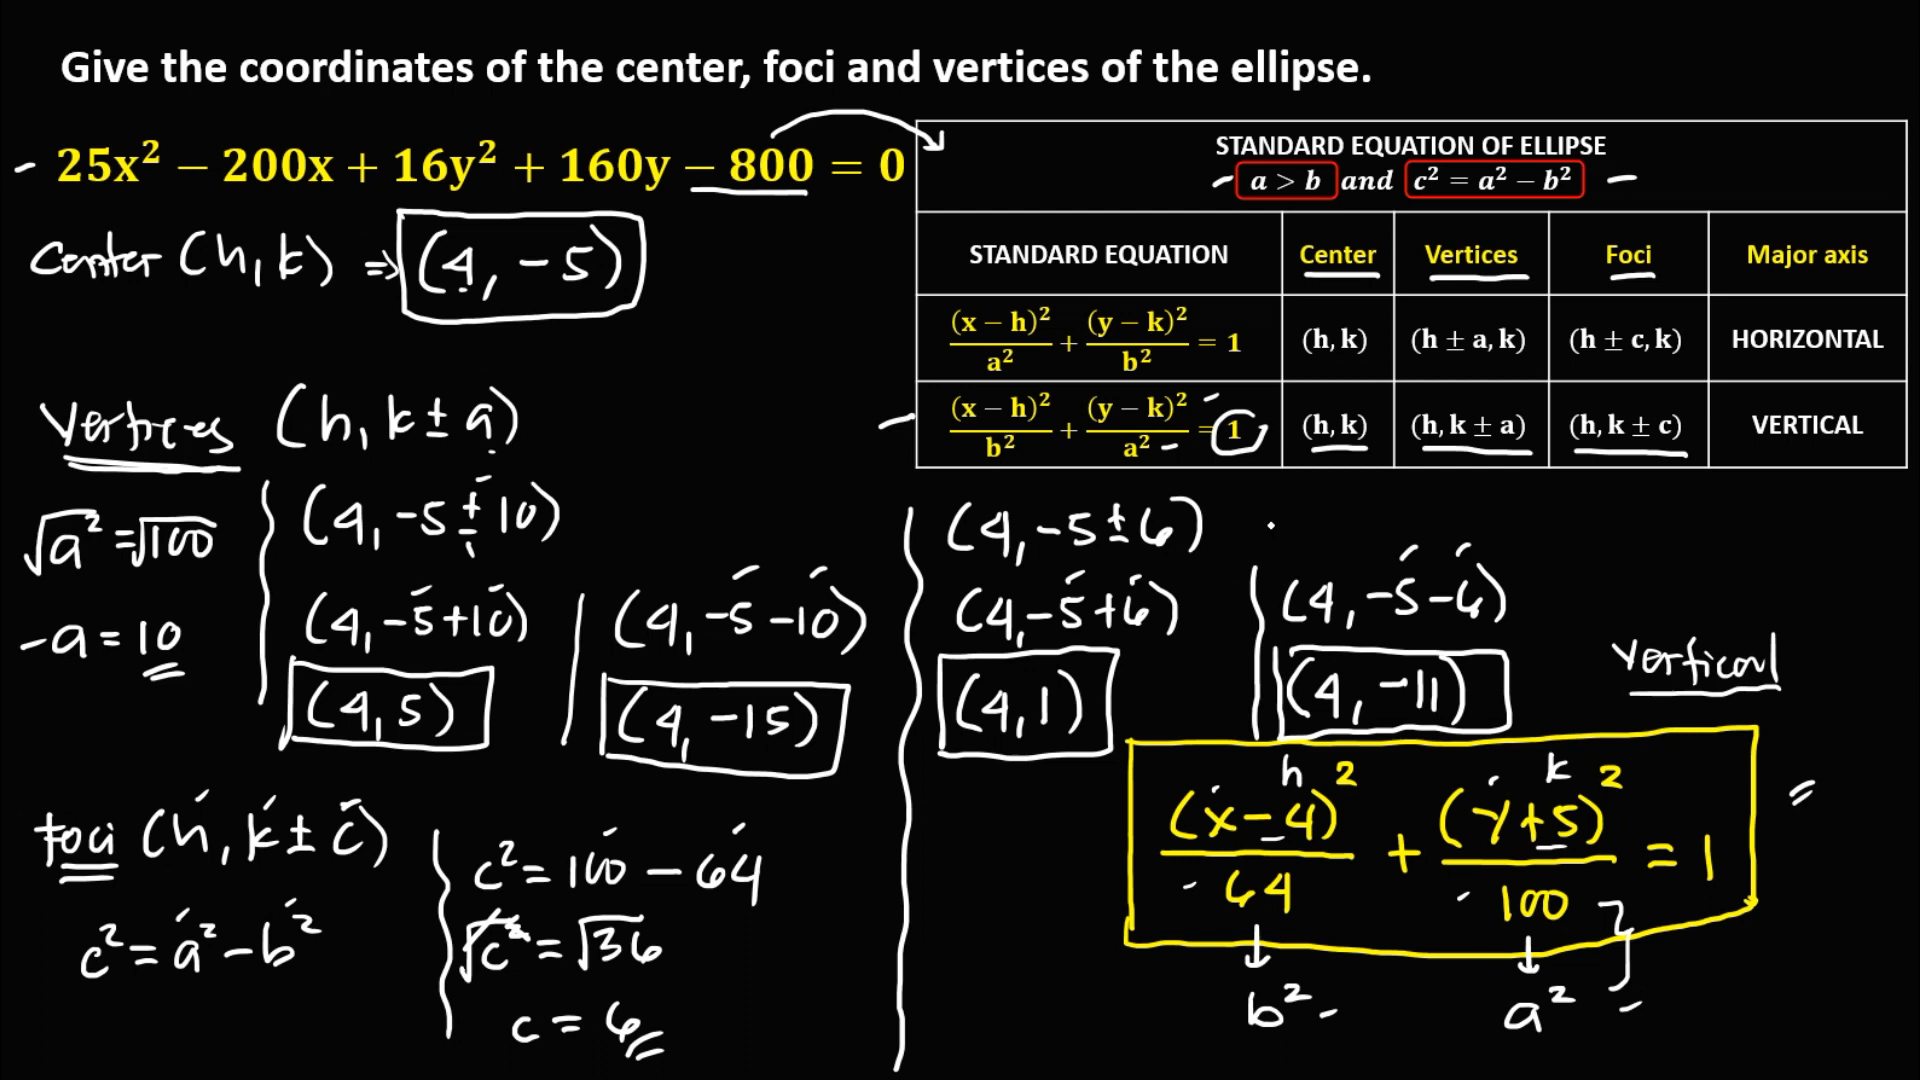 Give the coordinates of the center, foci and vertices of the ellipse.
25x² − 200x + 16y² + 160y − 800 = 0
STANDARD EQUATION OF ELLIPSE
a > b and c² = a² − b²
STANDARD EQUATION Center Vertices Foci Major axis
(x − h)²/a² + (y − k)²/b² = 1 (h, k) (h ± a, k) (h ± c, k) HORIZONTAL
(x − h)²/b² + (y − k)²/a² = 1 (h, k) (h, k ± a) (h, k ± c) VERTICAL
Center (h, k) ⇒ (4, −5)
Vertices (h, k ± a)
√a² = √100
a = 10
(4, −5 ± 10)
(4, −5+10)
(4, 5)
(4, −5 −10)
(4, −15)
foci (h, k ± c)
c² = a² − b²
c² = 100 − 64
√c² = √36
c = 6
(4, −5 ± 6)
(4, −5+6)
(4, 1)
(4, −5−6)
(4, −11)
Vertical
h k
(x−4)²/64 + (y+5)²/100 = 1
b² a²